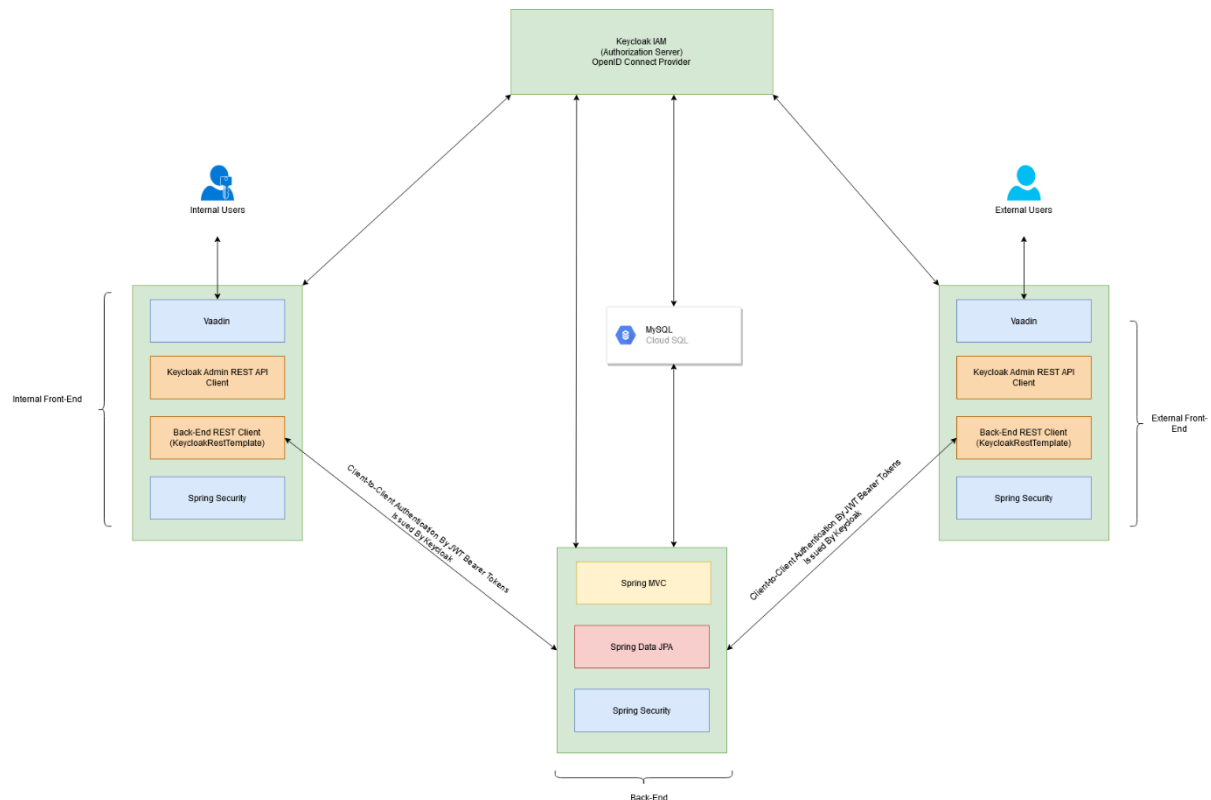 Keycloak IAM
(Authorization Server)
OpenID Connect Provider
Internal Users
External Users
Internal Front-End
Vaadin
Keycloak Admin REST API
Client
Back-End REST Client
(KeycloakRestTemplate)
Spring Security
MySQL
Cloud SQL
Vaadin
Keycloak Admin REST API
Client
Back-End REST Client
(KeycloakRestTemplate)
Spring Security
External Front-
End
Client-to-Client Authentication By JWT Bearer Tokens
Issued By Keycloak
Client-to-Client Authentication By JWT Bearer Tokens
Issued By Keycloak
Spring MVC
Spring Data JPA
Spring Security
Back-End